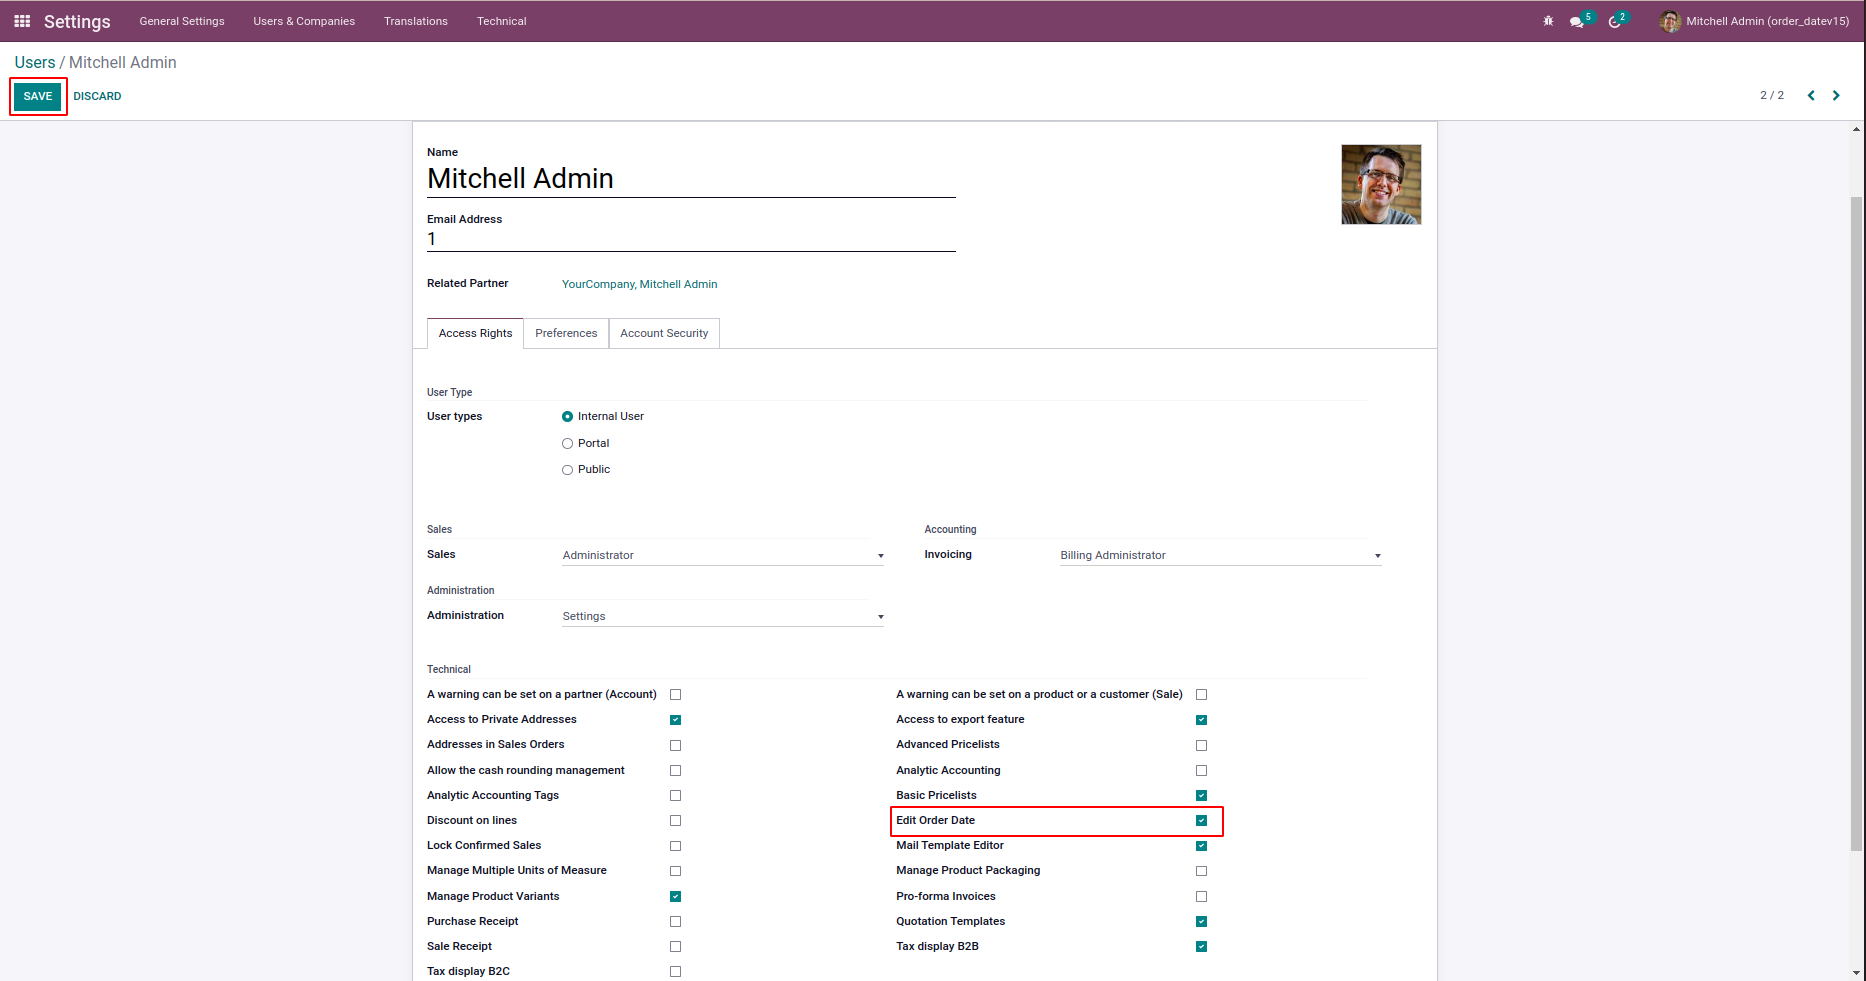 Settings General Settings Users & Companies Translations Technical 5 2 Mitchell Admin (order_datev15)
Users / Mitchell Admin
SAVE DISCARD 2 / 2
Name
Mitchell Admin
Email Address
1
Related Partner YourCompany, Mitchell Admin
Access Rights Preferences Account Security
User Type
User types Internal User
Portal
Public
Sales Accounting
Sales Administrator Invoicing Billing Administrator
Administration
Administration Settings
Technical
A warning can be set on a partner (Account) A warning can be set on a product or a customer (Sale)
Access to Private Addresses Access to export feature
Addresses in Sales Orders Advanced Pricelists
Allow the cash rounding management Analytic Accounting
Analytic Accounting Tags Basic Pricelists
Discount on lines Edit Order Date
Lock Confirmed Sales Mail Template Editor
Manage Multiple Units of Measure Manage Product Packaging
Manage Product Variants Pro-forma Invoices
Purchase Receipt Quotation Templates
Sale Receipt Tax display B2B
Tax display B2C